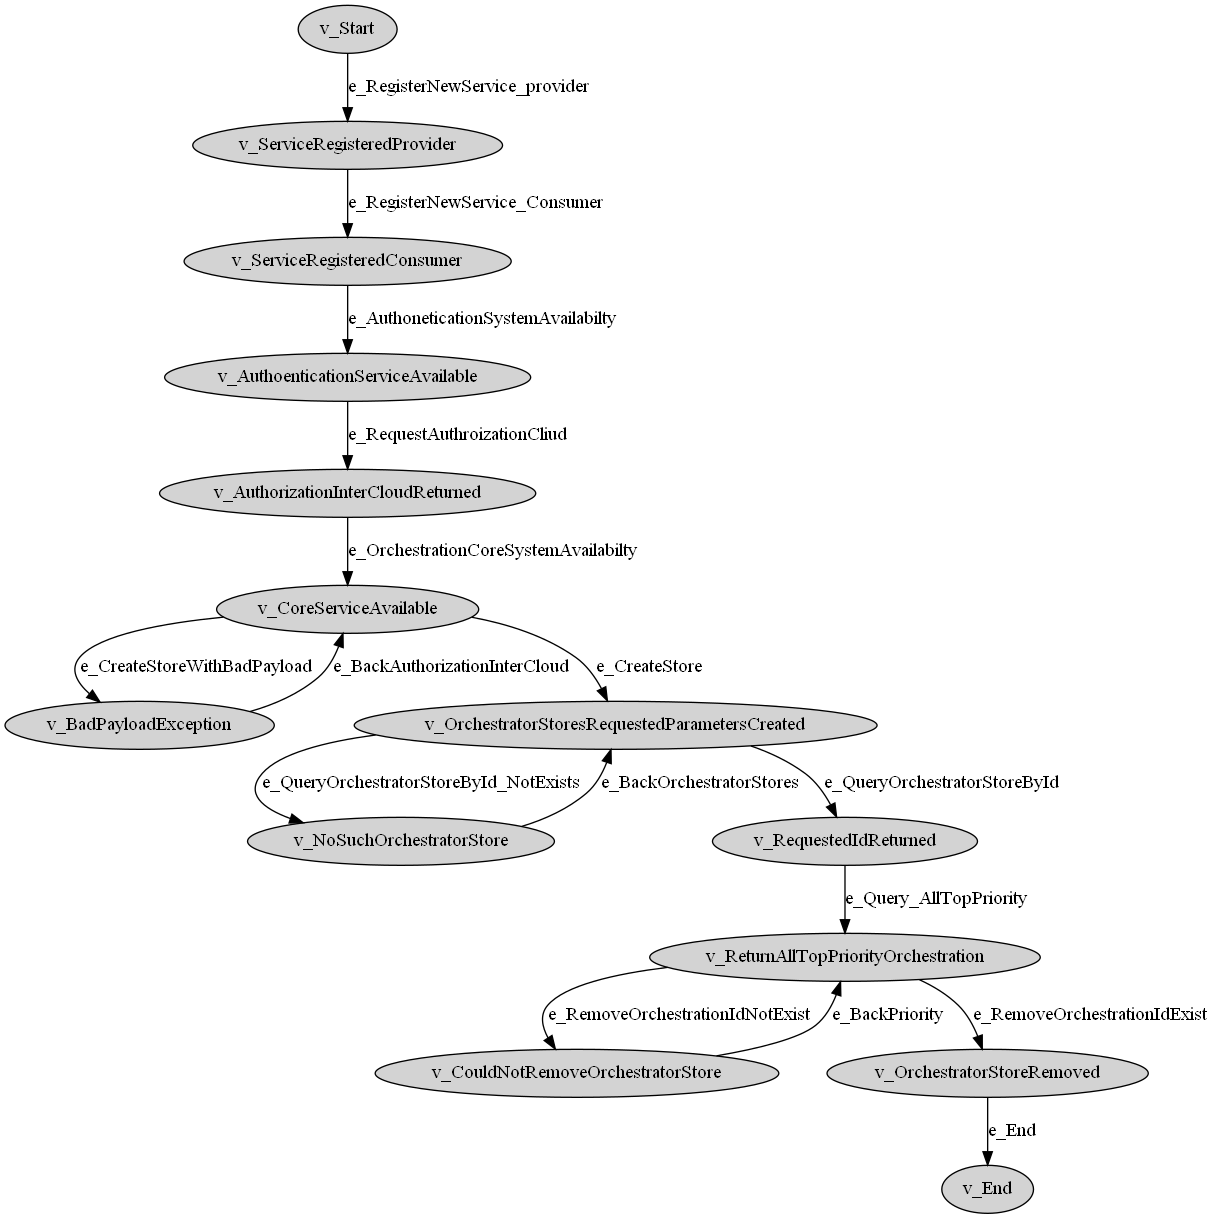 v_Start
e_RegisterNewService_provider
v_ServiceRegisteredProvider
e_RegisterNewService_Consumer
v_ServiceRegisteredConsumer
e_AuthoneticationSystemAvailabilty
v_AuthoenticationServiceAvailable
e_RequestAuthroizationCliud
v_AuthorizationInterCloudReturned
e_OrchestrationCoreSystemAvailabilty
v_CoreServiceAvailable
e_CreateStoreWithBadPayload
e_BackAuthorizationInterCloud
e_CreateStore
v_BadPayloadException
v_OrchestratorStoresRequestedParametersCreated
e_QueryOrchestratorStoreById_NotExists
e_BackOrchestratorStores
e_QueryOrchestratorStoreById
v_NoSuchOrchestratorStore
v_RequestedIdReturned
e_Query_AllTopPriority
v_ReturnAllTopPriorityOrchestration
e_RemoveOrchestrationIdNotExist
e_BackPriority
e_RemoveOrchestrationIdExist
v_CouldNotRemoveOrchestratorStore
v_OrchestratorStoreRemoved
e_End
v_End